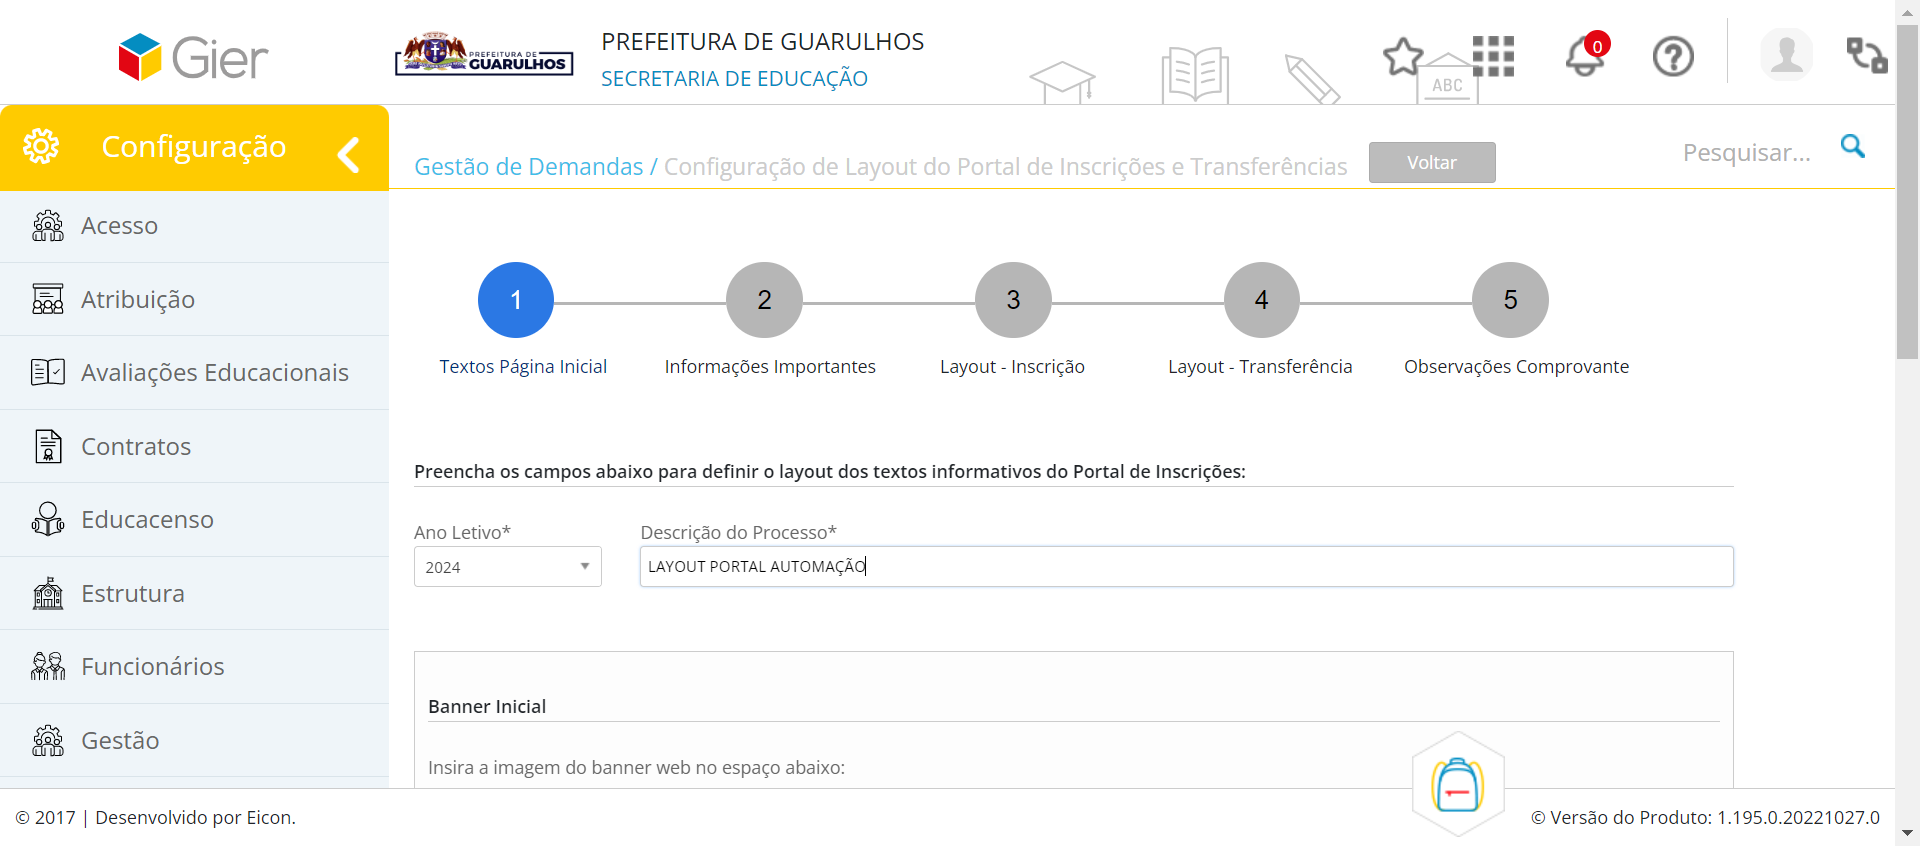 Gier
PREFEITURA DE
GUARULHOS
PREFEITURA DE GUARULHOS
SECRETARIA DE EDUCAÇÃO
ABC
0
?
Configuração
Gestão de Demandas / Configuração de Layout do Portal de Inscrições e Transferências
Voltar
Pesquisar...
Acesso
Atribuição
Avaliações Educacionais
Contratos
Educacenso
Estrutura
Funcionários
Gestão
1
2
3
4
5
Textos Página Inicial
Informações Importantes
Layout - Inscrição
Layout - Transferência
Observações Comprovante
Preencha os campos abaixo para definir o layout dos textos informativos do Portal de Inscrições:
Ano Letivo*
Descrição do Processo*
2024
LAYOUT PORTAL AUTOMAÇÃO
Banner Inicial
Insira a imagem do banner web no espaço abaixo:
© 2017 | Desenvolvido por Eicon.
© Versão do Produto: 1.195.0.20221027.0